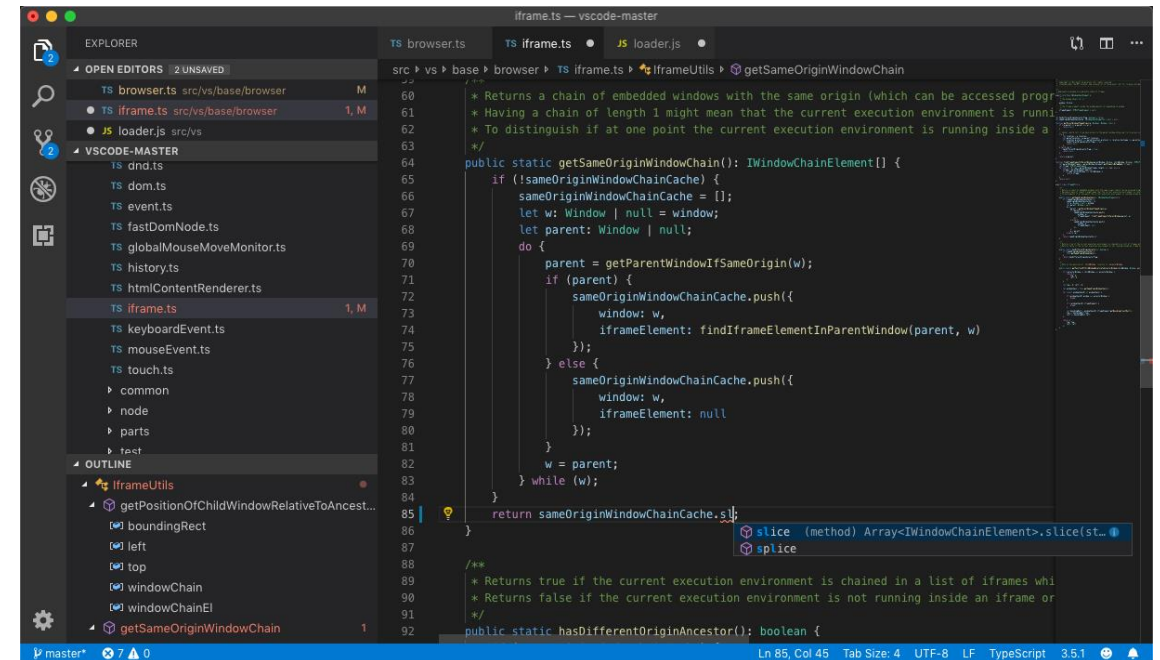 iframe.ts — vscode-master
EXPLORER
OPEN EDITORS 2 UNSAVED
TS browser.ts src/vs/base/browser M
TS iframe.ts src/vs/base/browser 1, M
JS loader.js src/vs
VSCODE-MASTER
TS dnd.ts
TS dom.ts
TS event.ts
TS fastDomNode.ts
TS globalMouseMoveMonitor.ts
TS history.ts
TS htmlContentRenderer.ts
TS iframe.ts 1, M
TS keyboardEvent.ts
TS mouseEvent.ts
TS touch.ts
common
node
parts
test
OUTLINE
IframeUtils
getPositionOfChildWindowRelativeToAncest...
boundingRect
left
top
windowChain
windowChainEl
getSameOriginWindowChain 1
2
2
TS browser.ts TS iframe.ts JS loader.js
src vs base browser TS iframe.ts IframeUtils getSameOriginWindowChain
59 /**
60 * Returns a chain of embedded windows with the same origin (which can be accessed progr
61 * Having a chain of length 1 might mean that the current execution environment is runni
62 * To distinguish if at one point the current execution environment is running inside a
63 */
64 public static getSameOriginWindowChain(): IWindowChainElement[] {
65 if (!sameOriginWindowChainCache) {
66 sameOriginWindowChainCache = [];
67 let w: Window | null = window;
68 let parent: Window | null;
69 do {
70 parent = getParentWindowIfSameOrigin(w);
71 if (parent) {
72 sameOriginWindowChainCache.push({
73 window: w,
74 iframeElement: findIframeElementInParentWindow(parent, w)
75 });
76 } else {
77 sameOriginWindowChainCache.push({
78 window: w,
79 iframeElement: null
80 });
81 }
82 w = parent;
83 } while (w);
84 }
85 return sameOriginWindowChainCache.sl;
86 }
slice (method) Array<IWindowChainElement>.slice(st…
splice
87
88 /**
89 * Returns true if the current execution environment is chained in a list of iframes whi
90 * Returns false if the current execution environment is not running inside an iframe or
91 */
92 public static hasDifferentOriginAncestor(): boolean {
master* 7 0 Ln 85, Col 45 Tab Size: 4 UTF-8 LF TypeScript 3.5.1